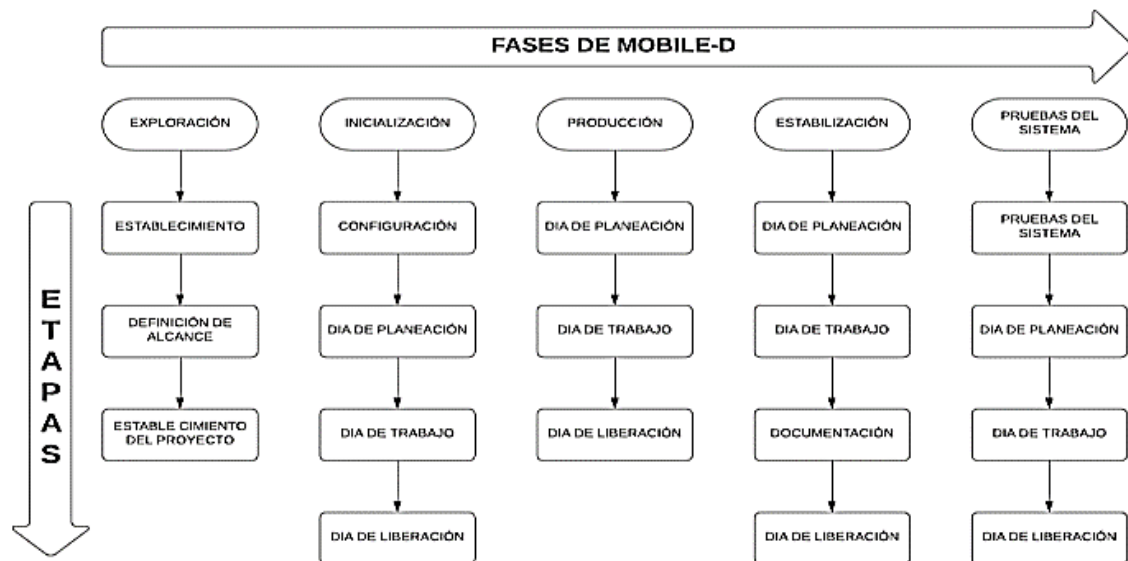 FASES DE MOBILE-D
EXPLORACIÓN
INICIALIZACIÓN
PRODUCCIÓN
ESTABILIZACIÓN
PRUEBAS DEL
SISTEMA
ETAPAS
ESTABLECIMIENTO
CONFIGURACIÓN
DIA DE PLANEACIÓN
DIA DE PLANEACIÓN
PRUEBAS DEL
SISTEMA
DEFINICIÓN DE
ALCANCE
DIA DE PLANEACIÓN
DIA DE TRABAJO
DIA DE TRABAJO
DIA DE PLANEACIÓN
ESTABLE CIMIENTO
DEL PROYECTO
DIA DE TRABAJO
DIA DE LIBERACIÓN
DOCUMENTACIÓN
DIA DE TRABAJO
DIA DE LIBERACIÓN
DIA DE LIBERACIÓN
DIA DE LIBERACIÓN